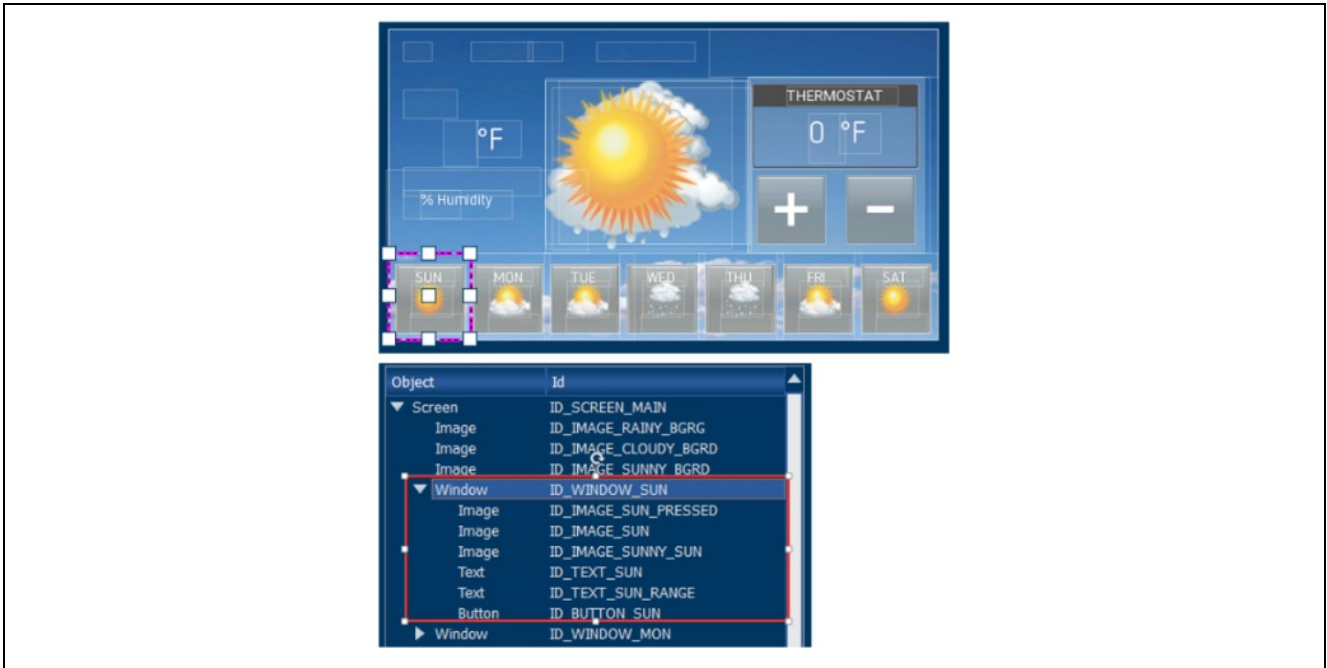 THERMOSTAT
°F
0 °F
% Humidity
+ −
SUN MON TUE WED THU FRI SAT
Object Id
Screen ID_SCREEN_MAIN
Image ID_IMAGE_RAINY_BGRG
Image ID_IMAGE_CLOUDY_BGRD
Image ID_IMAGE_SUNNY_BGRD
Window ID_WINDOW_SUN
Image ID_IMAGE_SUN_PRESSED
Image ID_IMAGE_SUN
Image ID_IMAGE_SUNNY_SUN
Text ID_TEXT_SUN
Text ID_TEXT_SUN_RANGE
Button ID_BUTTON_SUN
Window ID_WINDOW_MON